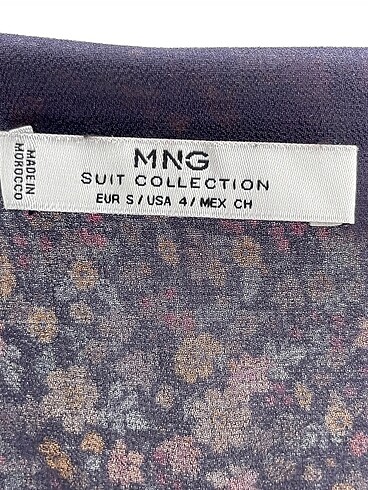 MNG
SUIT COLLECTION
EUR S / USA 4 / MEX CH
MADE IN
MOROCCO